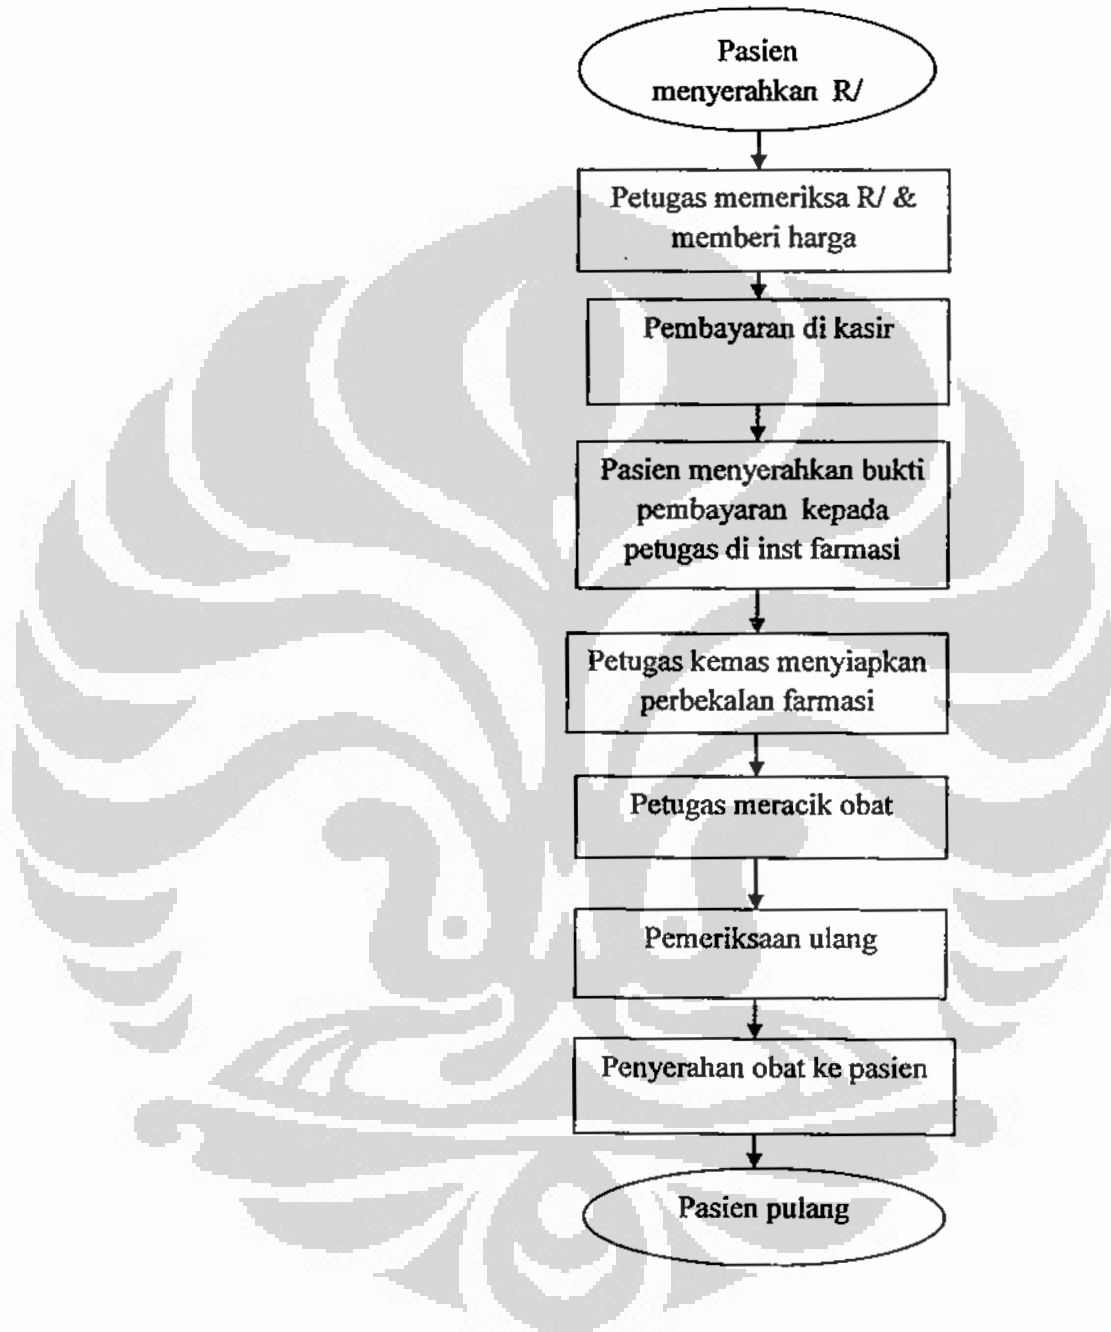 Pasien
menyerahkan R/
Petugas memeriksa R/ &
memberi harga
Pembayaran di kasir
Pasien menyerahkan bukti
pembayaran kepada
petugas di inst farmasi
Petugas kemas menyiapkan
perbekalan farmasi
Petugas meracik obat
Pemeriksaan ulang
Penyerahan obat ke pasien
Pasien pulang